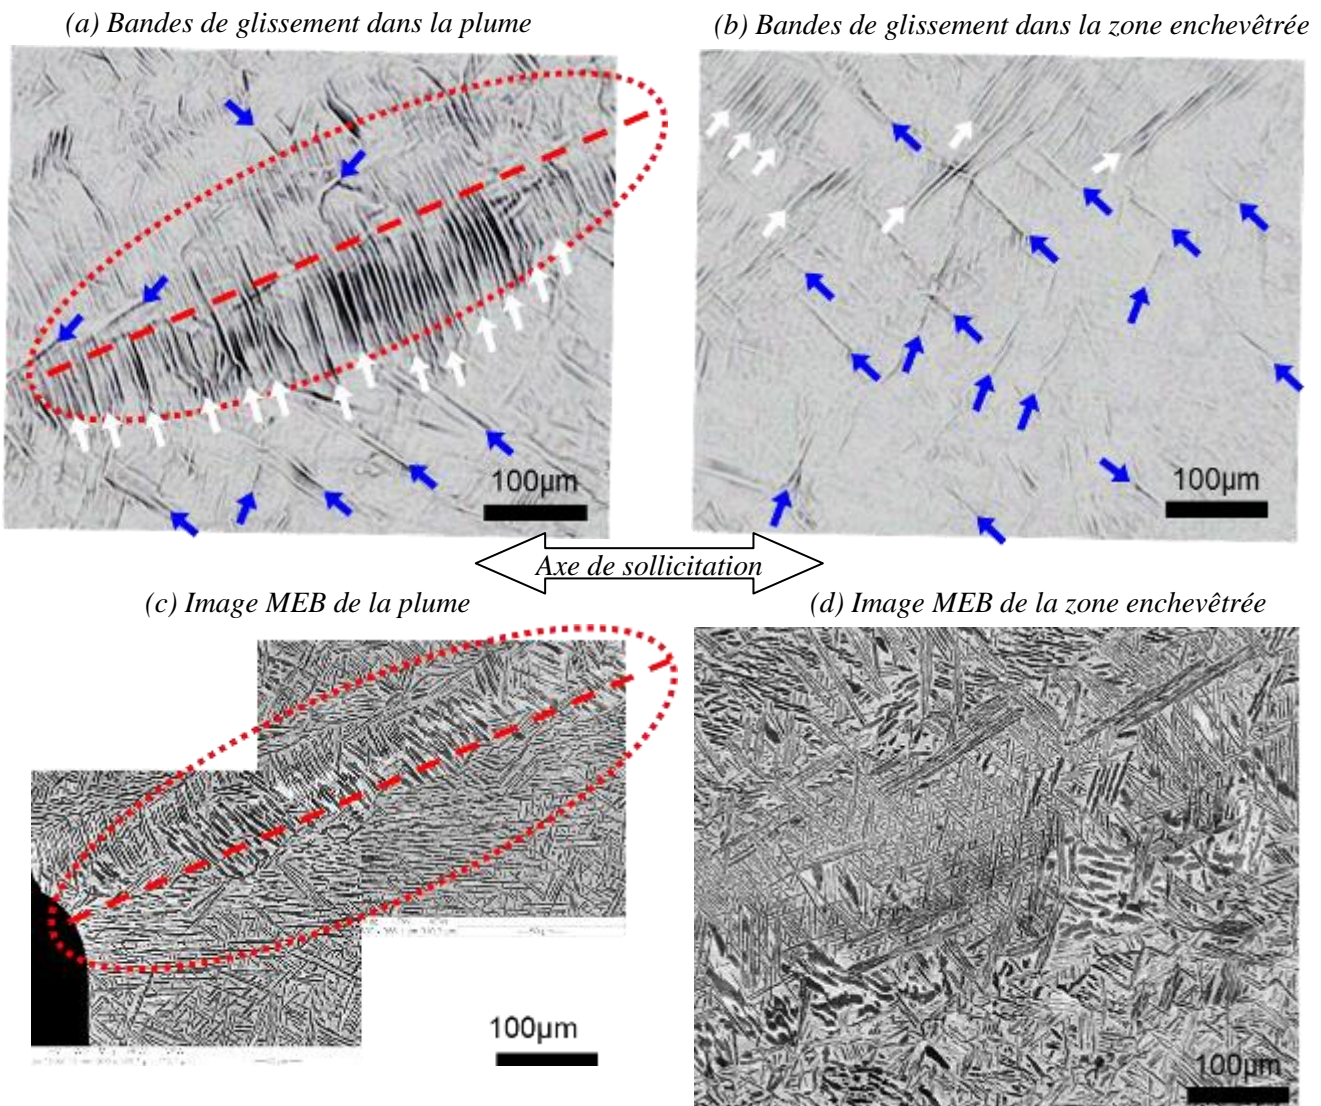 (a) Bandes de glissement dans la plume
(b) Bandes de glissement dans la zone enchevêtrée
100µm
100µm
Axe de sollicitation
(c) Image MEB de la plume
(d) Image MEB de la zone enchevêtrée
100µm
100µm